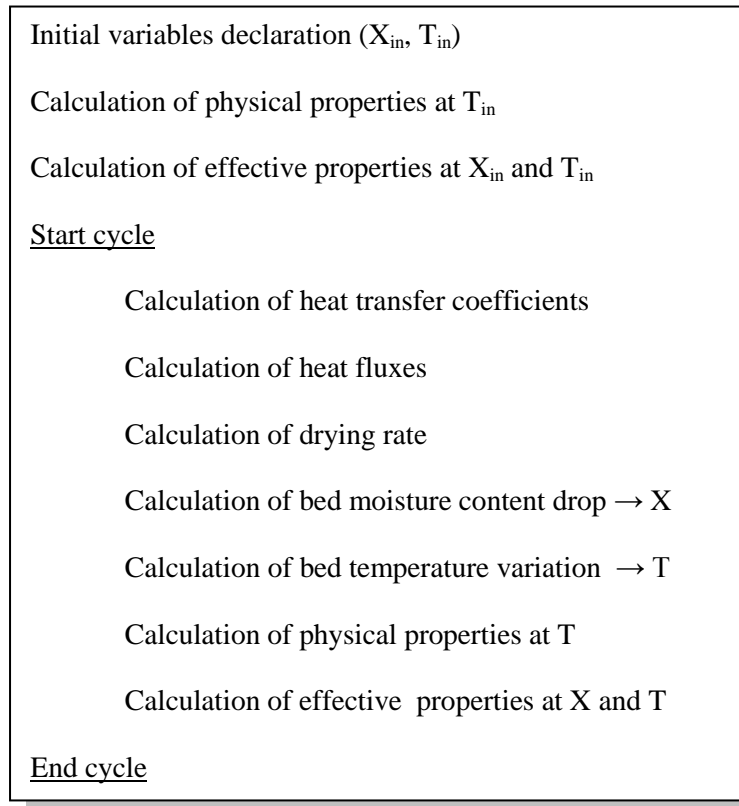 Initial variables declaration (Xin, Tin)
Calculation of physical properties at Tin
Calculation of effective properties at Xin and Tin
Start cycle
Calculation of heat transfer coefficients
Calculation of heat fluxes
Calculation of drying rate
Calculation of bed moisture content drop → X
Calculation of bed temperature variation → T
Calculation of physical properties at T
Calculation of effective properties at X and T
End cycle